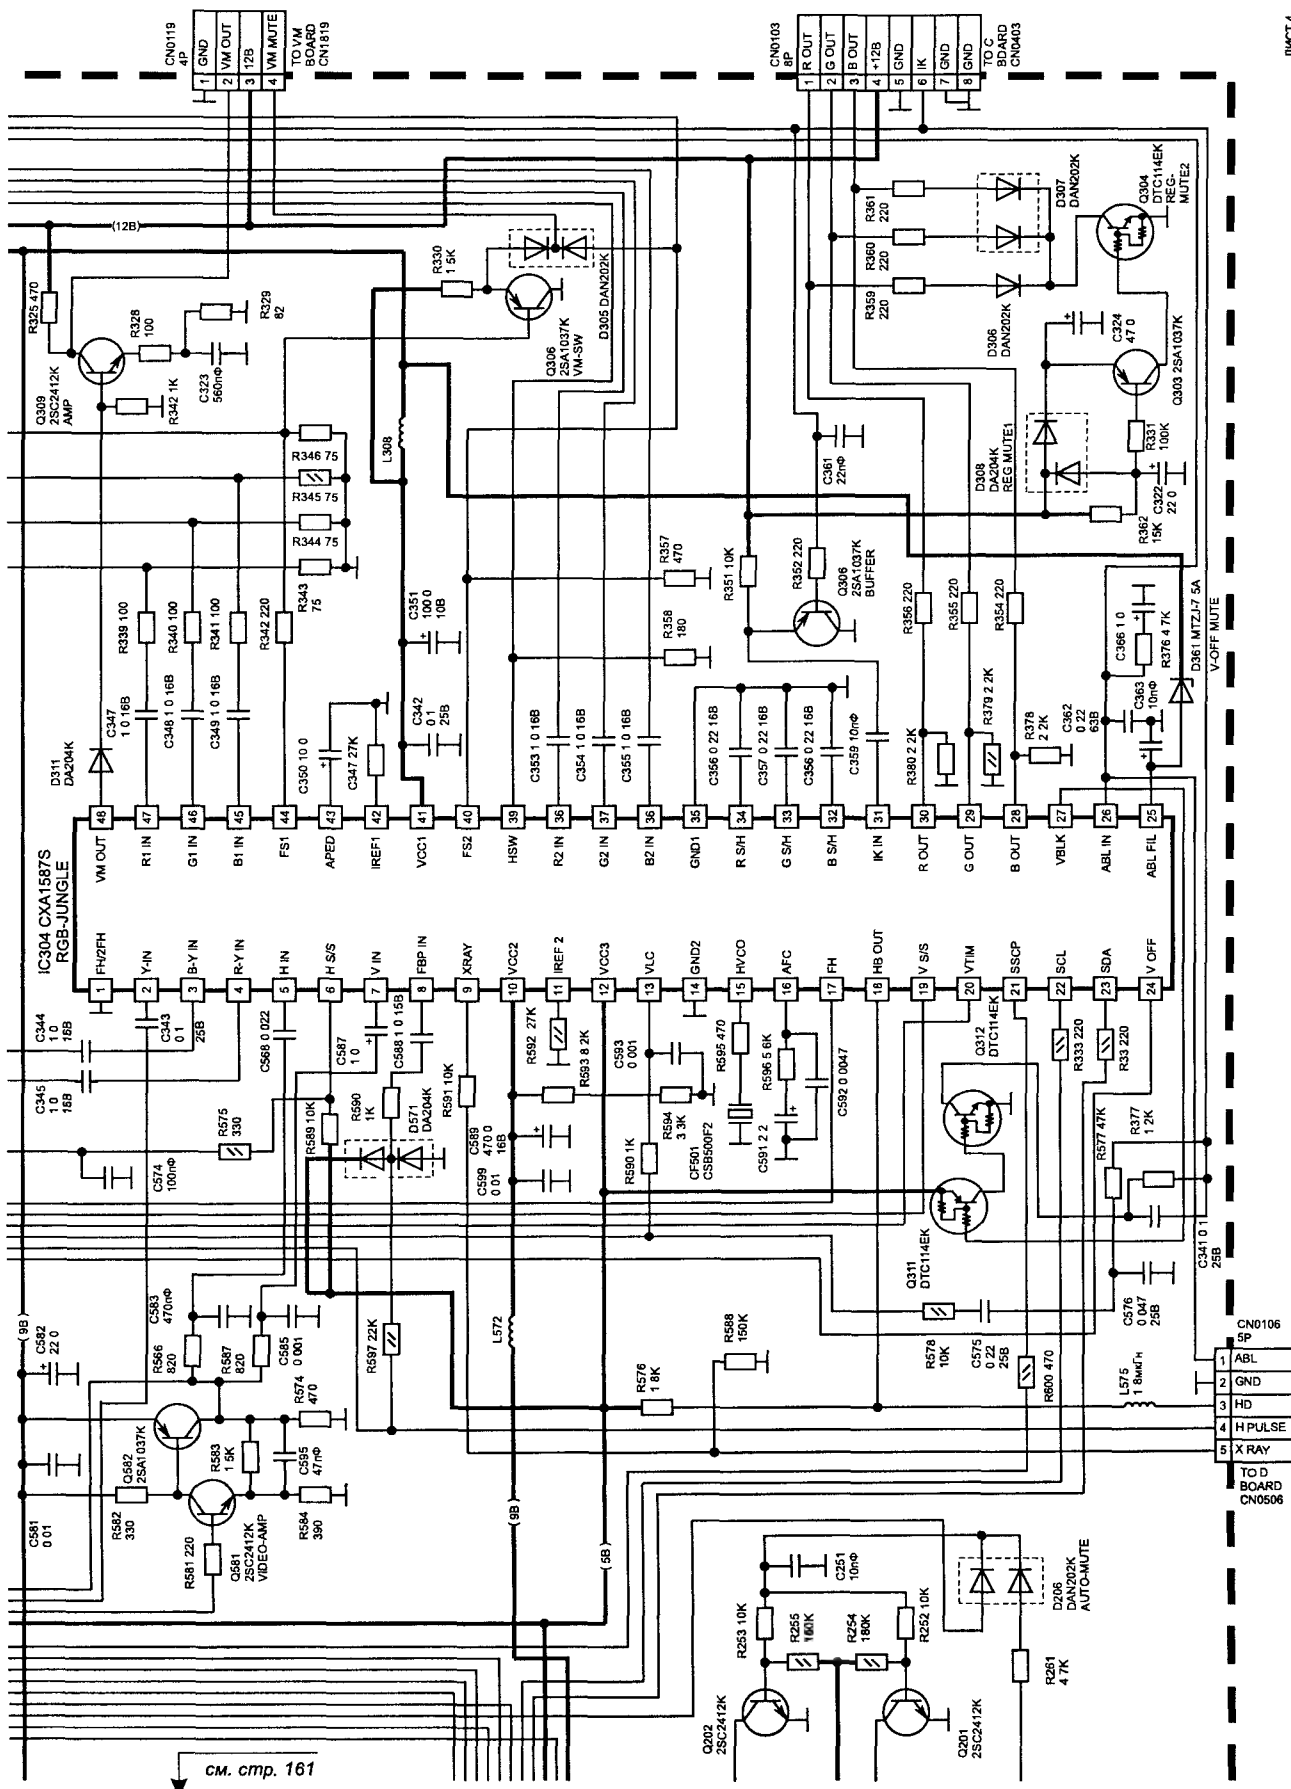 ЛИСТ 4
CN0119
4P
1 GND
2 VM OUT
3 12B
4 VM MUTE
TO VM
BOARD
CN1819
CN0103
8P
1 R OUT
2 G OUT
3 B OUT
4 +12B
5 GND
6 IK
7 GND
8 GND
TO C
BOARD
CN0403
(12B)
R325 470
R328
100
R329
82
Q309
2SC2412K
AMP
R342 1K
C323
560пФ
R330
1 5K
D305 DAN202K
Q306
2SA1037K
VM-SW
R361
220
R360
220
R359
220
D307
DAN202K
D306
DAN202K
Q304
DTC114EK
REG-
MUTE2
C324
47 0
Q303 2SA1037K
D308
DA204K
REG MUTE1
R331
100K
C322
22 0
R362
15K
R346 75
R345 75
R344 75
R343
75
L308
C361
22пФ
R357
470
R358
180
R351 10K
R352 220
Q306
2SA1037K
BUFFER
R356 220
R355 220
R354 220
C366 1 0
R376 4 7K
D361 MTZJ-7 5A
V-OFF MUTE
R339 100
R340 100
R341 100
R342 220
C351
100 0
10B
C342
0 1
25B
D311
DA204K
C347
1 0 16B
C348 1 0 16B
C349 1 0 16B
C350 10 0
C347 27K
C353 1 0 16B
C354 1 0 16B
C355 1 0 16B
C356 0 22 16B
C357 0 22 16B
C356 0 22 16B
C359 10пФ
R380 2 2K
R379 2 2K
R378
2 2K
C362
0 22
63B
C363
10пФ
48 47 46 45 44 43 42 41 40 39 36 37 36 35 34 33 32 31 30 29 28 27 26 25
VM OUT
R1 IN
G1 IN
B1 IN
FS1
APED
IREF1
VCC1
FS2
HSW
R2 IN
G2 IN
B2 IN
GND1
R S/H
G S/H
B S/H
IK IN
R OUT
G OUT
B OUT
VBLK
ABL IN
ABL FIL
IC304 CXA1587S
RGB-JUNGLE
FH/2FH
Y-IN
B-Y IN
R-Y IN
H IN
H S/S
V IN
FBP IN
XRAY
VCC2
IREF 2
VCC3
VLC
GND2
HVCO
AFC
FH
HB OUT
V S/S
VTIM
SSCP
SCL
SDA
V OFF
1 2 3 4 5 6 7 8 9 10 11 12 13 14 15 16 17 18 19 20 21 22 23 24
C344
1 0
16B
C343
0 1
25B
C345
1 0
16B
C568 0 022
C587
1 0
C588 1 0 15B
R592 27K
R593 8 2K
C593
0 001
R595 470
R596 5 6K
C592 0 0047
Q312
DTC114EK
R333 220
R33 220
R575
330
R589 10K
R590
1K
D571
DA204K
R591 10K
C589
470 0
16B
C599
0 01
R590 1K
R594
3 3K
CF501
CSB500F2
C591 2 2
R577 47K
R377
1 2K
C574
100пФ
Q311
DTC114EK
C341 0 1
25B
(9B)
C582
22 0
C583
470пФ
R566
820
R587
820
C585
0 001
R597 22K
L572
R588
150K
R576
1 8K
R578
10K
C575
0 22
25B
C576
0 047
25B
R600 470
L575
1 8мкГн
CN0106
5P
1 ABL
2 GND
3 HD
4 H PULSE
5 X RAY
TO D
BOARD
CN0506
R574
470
Q582
2SA1037K
R583
1 5K
C595
47пФ
C581
0 01
R582
330
R584
390
R581 220
Q581
2SC2412K
VIDEO-AMP
(9B)
(5B)
C251
10пФ
R253 10K
R255
R254
180K
R252 10K
D206
DAN202K
AUTO-MUTE
R261
4 7K
Q202
2SC2412K
Q201
2SC2412K
см. стр. 161